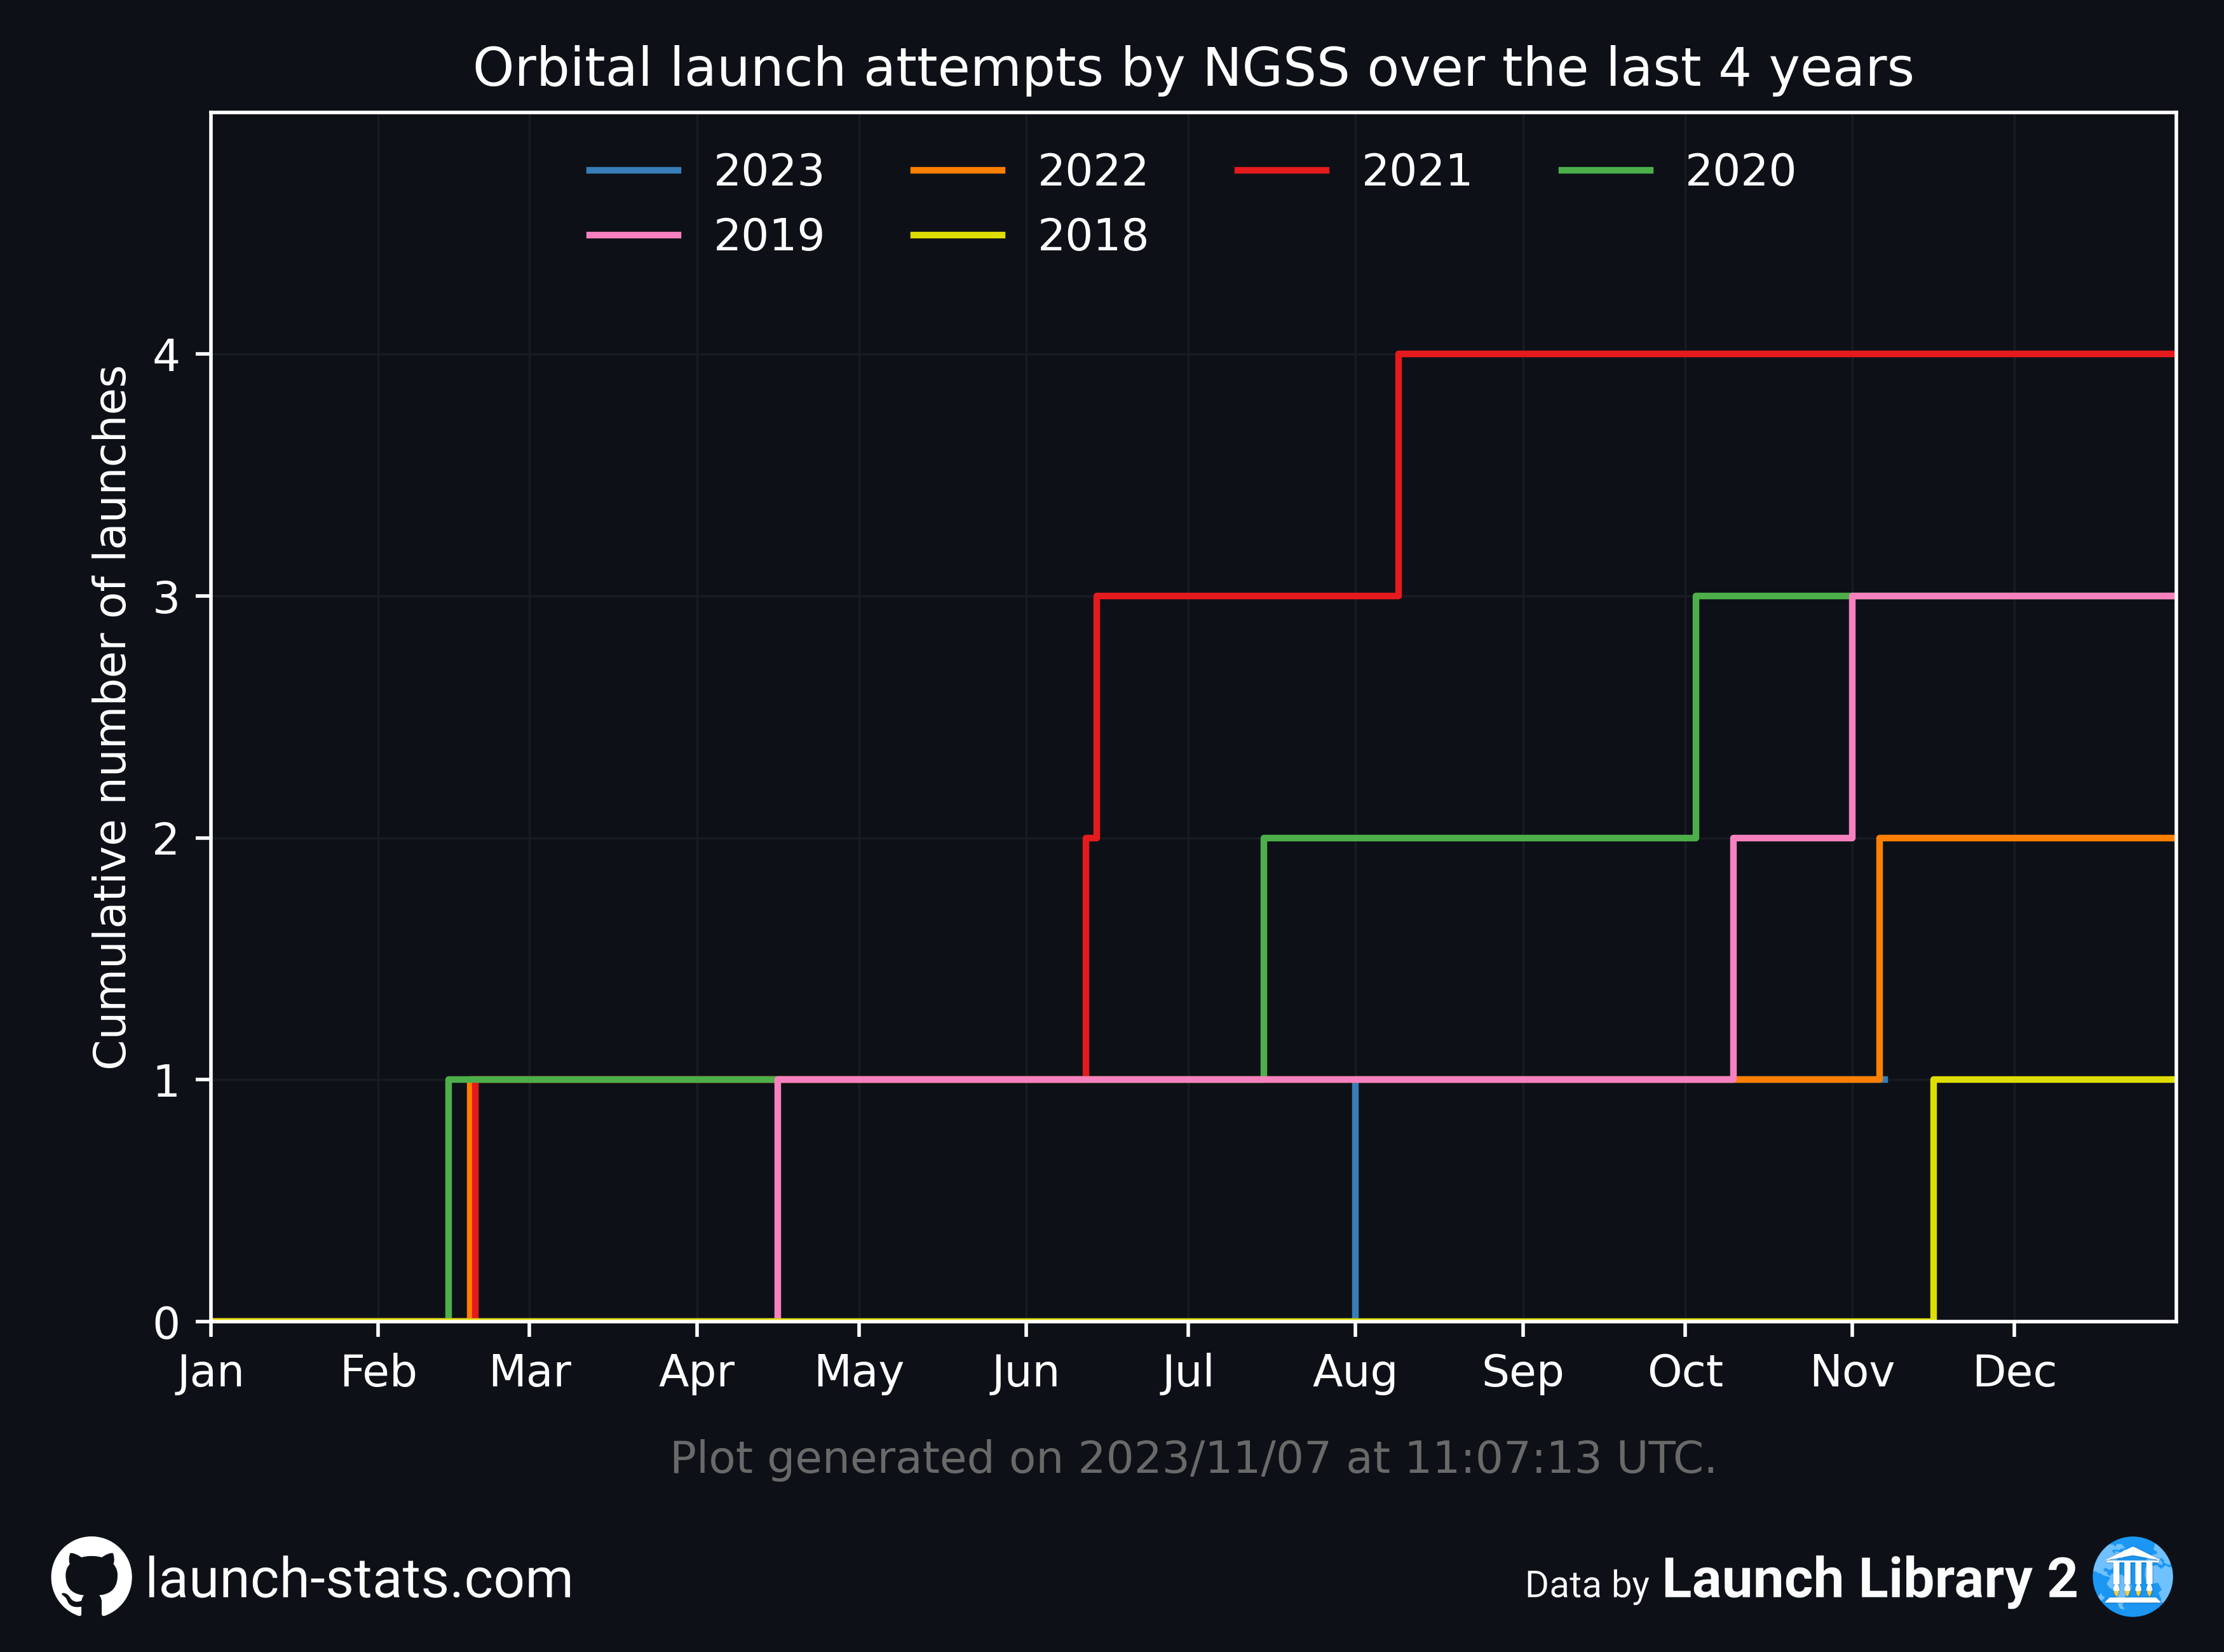 Orbital launch attempts by NGSS over the last 4 years
2023 2022 2021 2020
2019 2018
Cumulative number of launches
4
3
2
1
0
Jan Feb Mar Apr May Jun Jul Aug Sep Oct Nov Dec
Plot generated on 2023/11/07 at 11:07:13 UTC.
launch-stats.com
Data by Launch Library 2